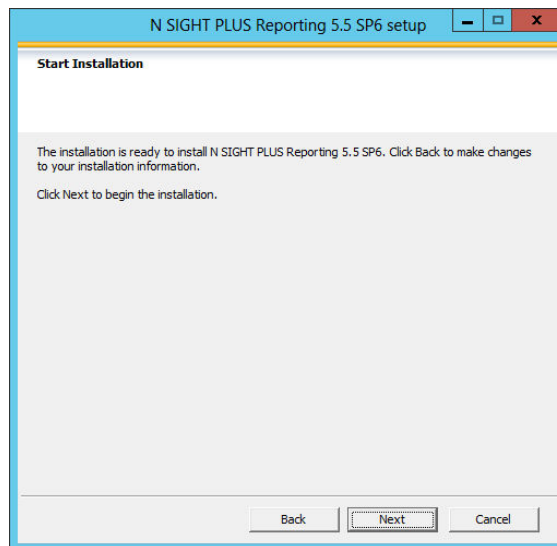 N SIGHT PLUS Reporting 5.5 SP6 setup
Start Installation
The installation is ready to install N SIGHT PLUS Reporting 5.5 SP6. Click Back to make changes
to your installation information.
Click Next to begin the installation.
Back Next Cancel